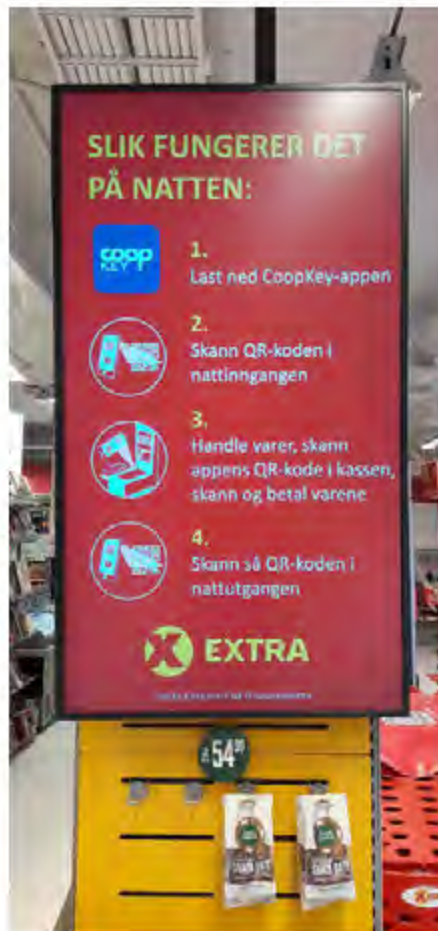 SLIK FUNGERER DET
PÅ NATTEN:
coop
KEY
1.
Last ned CoopKey-appen
2.
Skann QR-koden i
nattinngangen
3.
Handle varer, skann
appens QR-kode i kassen,
skann og betal varene
4.
Skann så QR-koden i
nattutgangen
X EXTRA
54